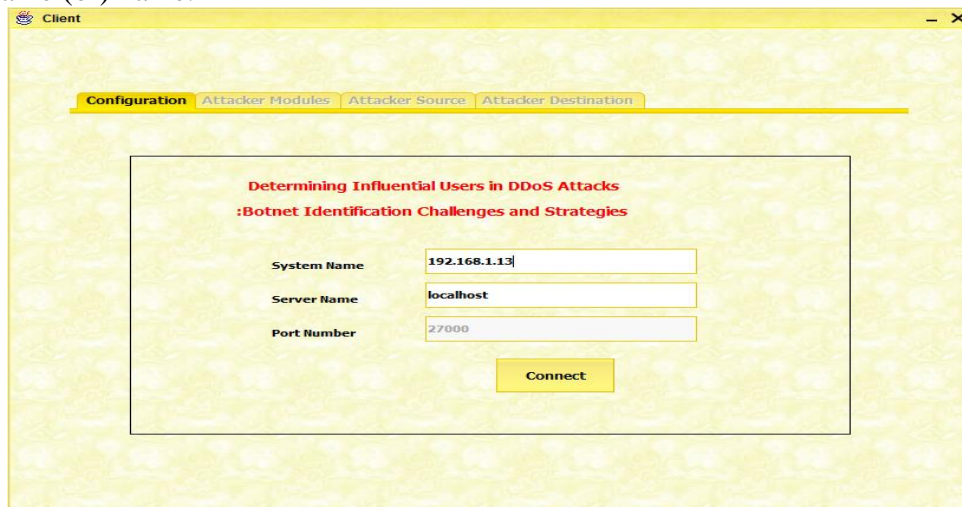 Client
Configuration Attacker Modules Attacker Source Attacker Destination
Determining Influential Users in DDoS Attacks
:Botnet Identification Challenges and Strategies
System Name 192.168.1.13
Server Name localhost
Port Number 27000
Connect